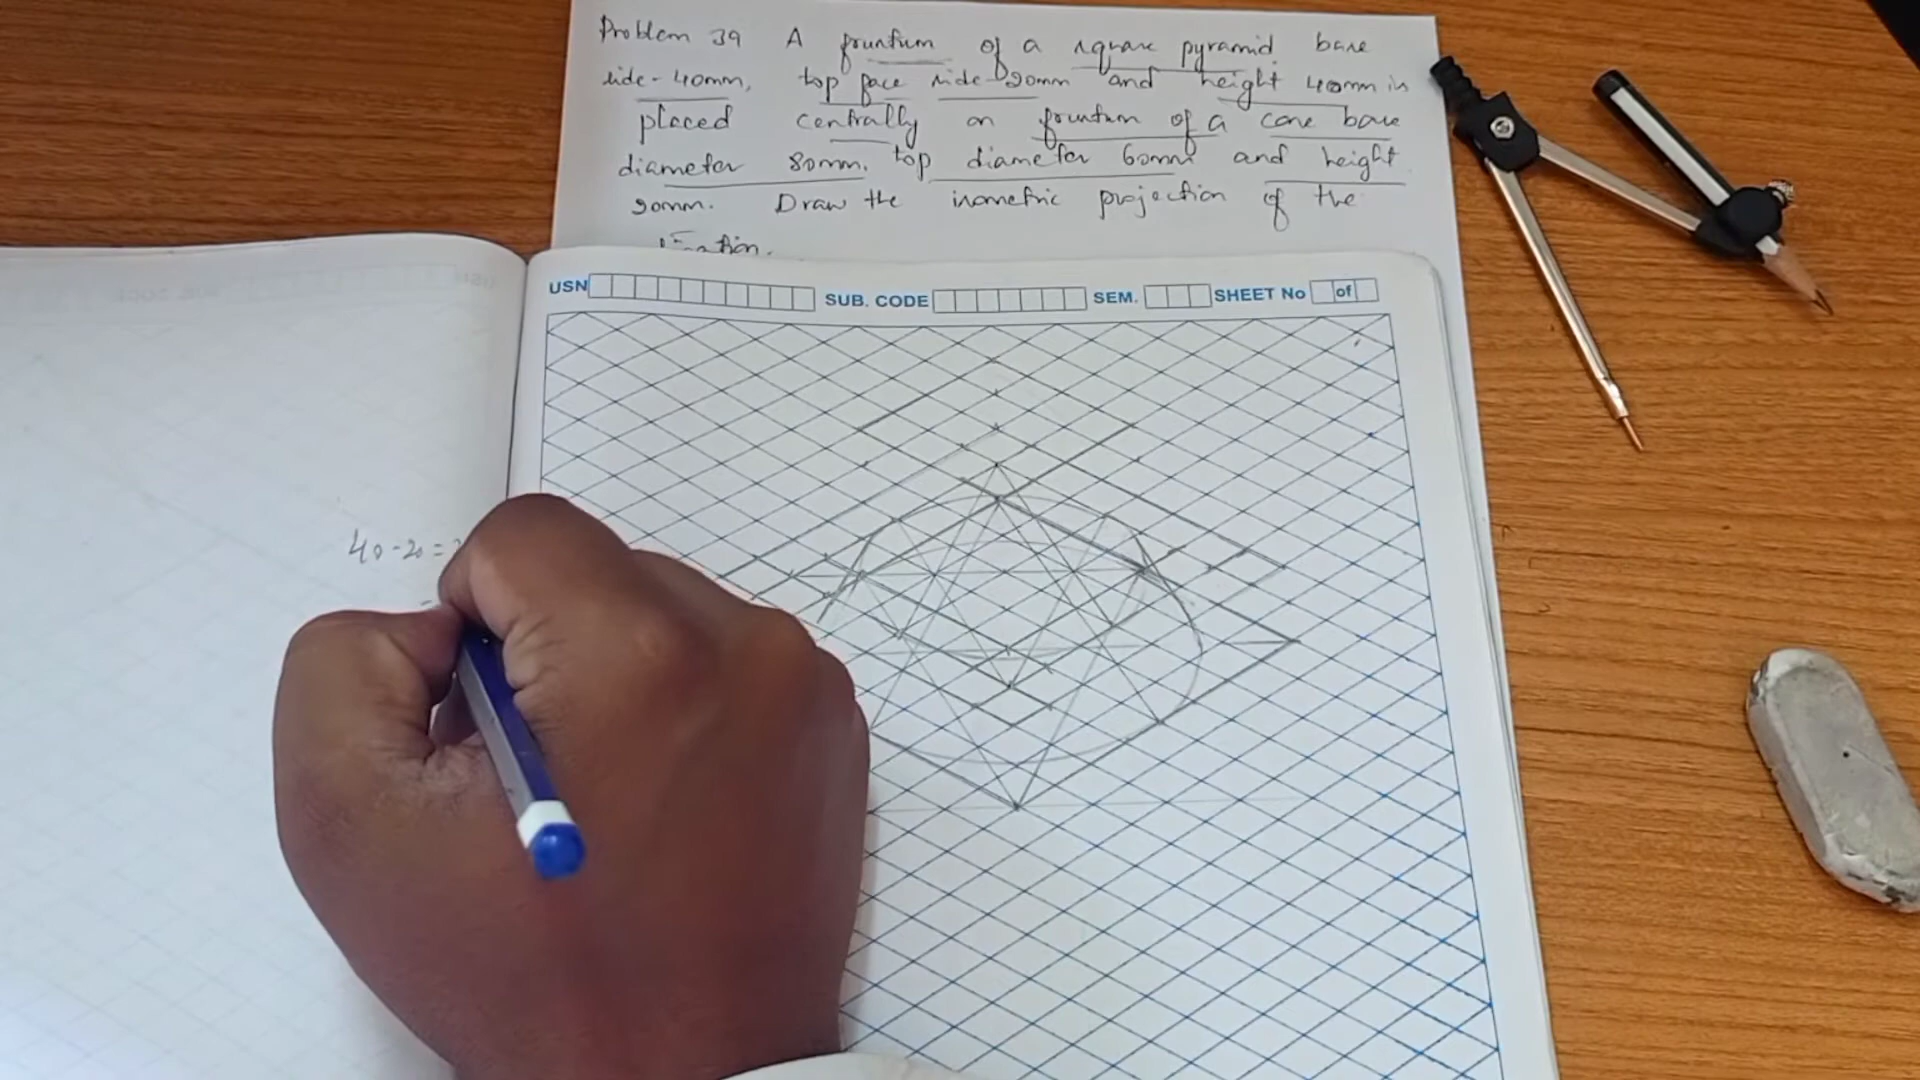 Problem 39 A fruntum of a square pyramid base
side - 40mm, top face side 20mm and height 40mm is
placed centrally on fruntum of a cone base
diameter 80mm. top diameter 60mm and height
20mm. Draw the isometric projection of the
USN SUB. CODE SEM. SHEET No of
40 - 20 =